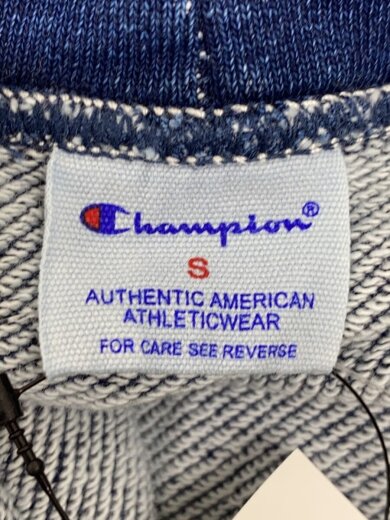 Champion®
S
AUTHENTIC AMERICAN
ATHLETICWEAR
FOR CARE SEE REVERSE